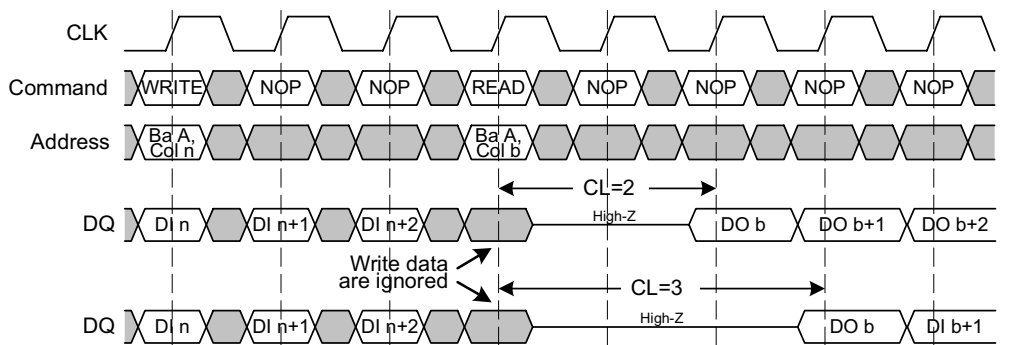 CLK
Command WRITE NOP NOP READ NOP NOP NOP NOP
Address Ba A, Col n Ba A, Col b
CL=2
DQ DI n DI n+1 DI n+2 High-Z DO b DO b+1 DO b+2
Write data
are ignored
CL=3
DQ DI n DI n+1 DI n+2 High-Z DO b DI b+1